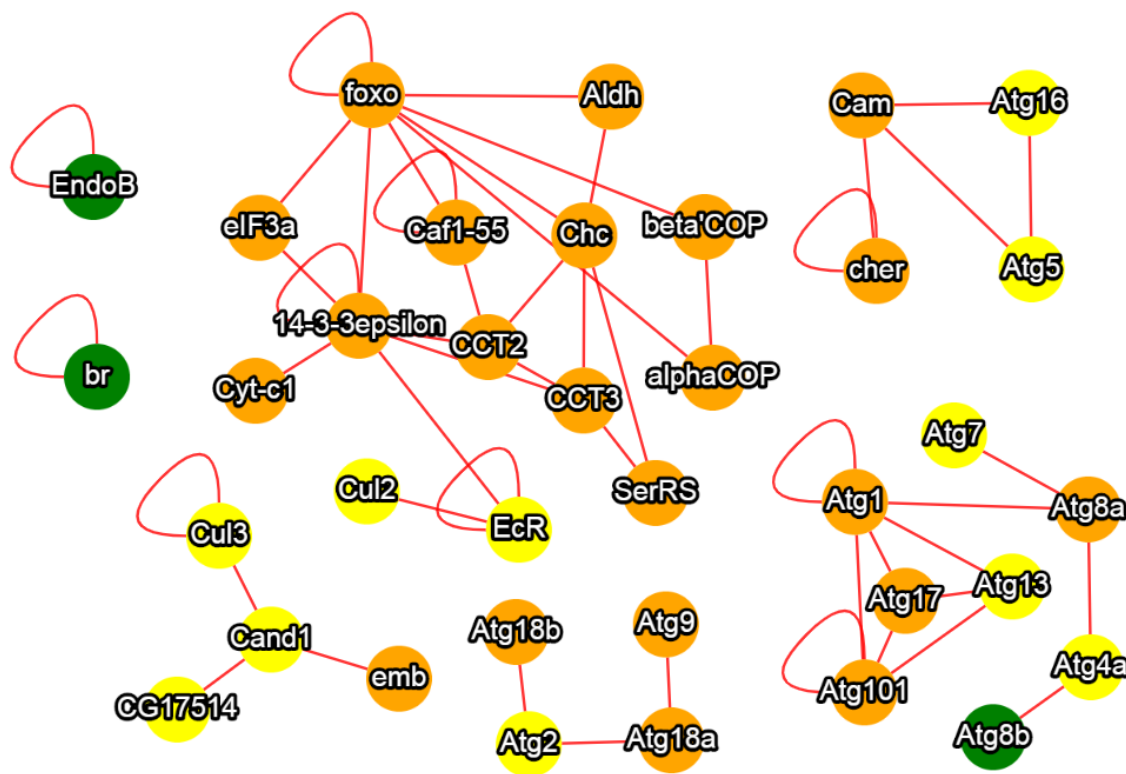 foxo
Aldh
Cam
Atg16
EndoB
eIF3a
Caf1-55
Chc
beta'COP
cher
Atg5
14-3-3epsilon
CCT2
br
Cyt-c1
CCT3
alphaCOP
Atg7
Cul2
SerRS
Atg1
Atg8a
Cul3
EcR
Atg17
Atg13
Cand1
Atg18b
Atg9
emb
Atg101
Atg4a
CG17514
Atg2
Atg18a
Atg8b